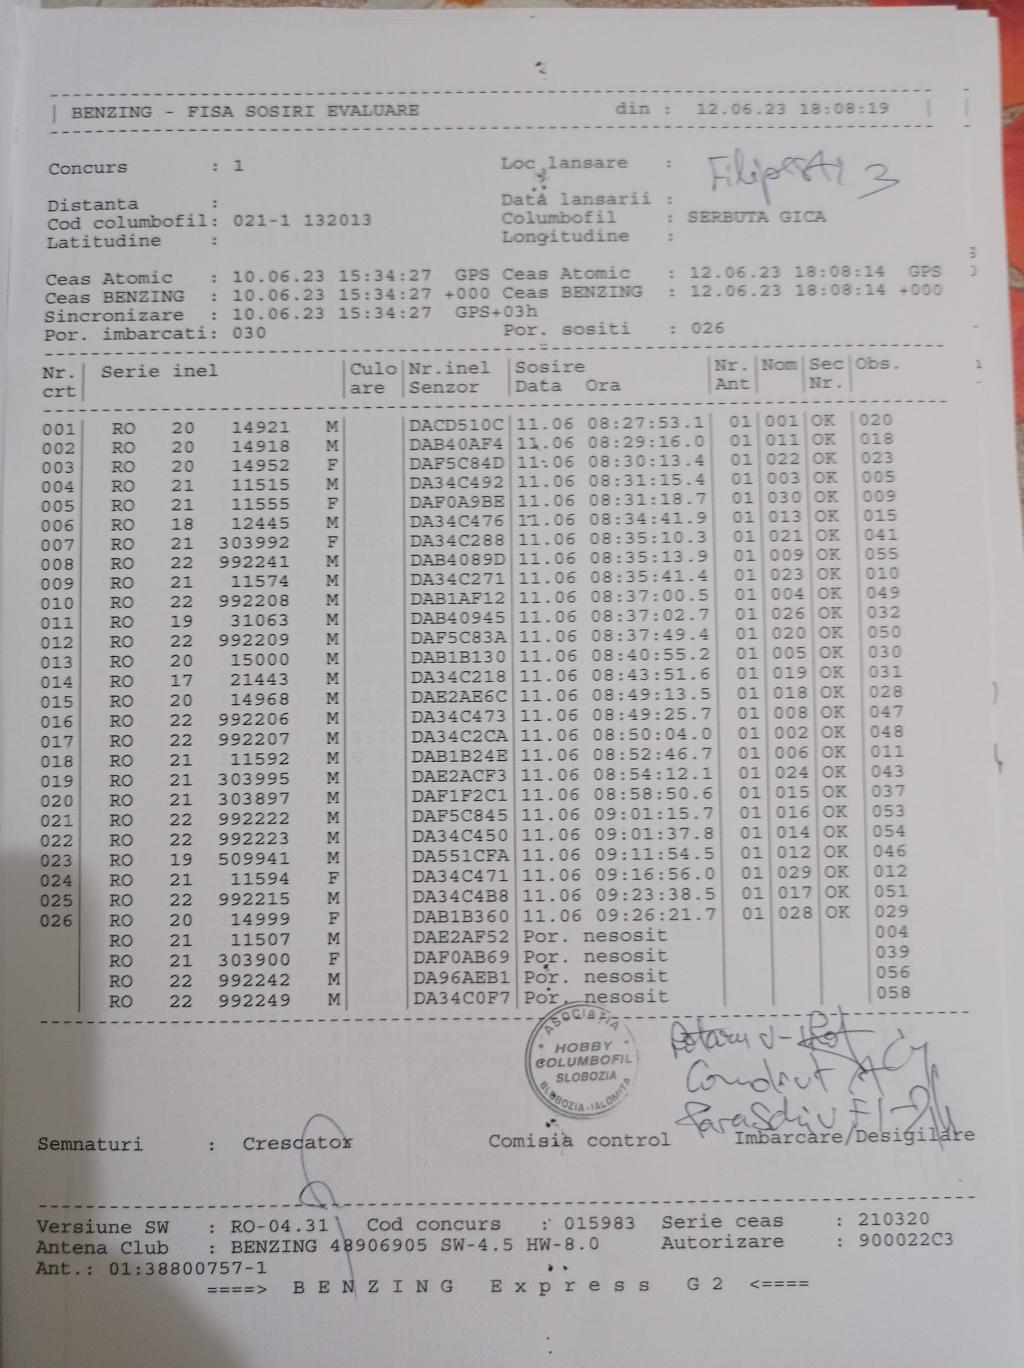 BENZING - FISA SOSIRI EVALUARE din : 12.06.23 18:08:19
Concurs : 1 Loc lansare : Filipesti 3
Distanta : Data lansarii :
Cod columbofil: 021-1 132013 Columbofil : SERBUTA GICA
Latitudine : Longitudine :
Ceas Atomic : 10.06.23 15:34:27 GPS Ceas Atomic : 12.06.23 18:08:14 GPS
Ceas BENZING : 10.06.23 15:34:27 +000 Ceas BENZING : 12.06.23 18:08:14 +000
Sincronizare : 10.06.23 15:34:27 GPS+03h
Por. imbarcati: 030 Por. sositi : 026
Nr. Serie inel Culo Nr.inel Sosire Nr. Nom Sec Obs.
crt are Senzor Data Ora Ant Nr.
001 RO 20 14921 M DACD510C 11.06 08:27:53.1 01 001 OK 020
002 RO 20 14918 M DAB40AF4 11.06 08:29:16.0 01 011 OK 018
003 RO 20 14952 F DAF5C84D 11.06 08:30:13.4 01 022 OK 023
004 RO 21 11515 M DA34C492 11.06 08:31:15.4 01 003 OK 005
005 RO 21 11555 F DAF0A9BE 11.06 08:31:18.7 01 030 OK 009
006 RO 18 12445 M DA34C476 11.06 08:34:41.9 01 013 OK 015
007 RO 21 303992 F DA34C288 11.06 08:35:10.3 01 021 OK 041
008 RO 22 992241 M DAB4089D 11.06 08:35:13.9 01 009 OK 055
009 RO 21 11574 M DA34C271 11.06 08:35:41.4 01 023 OK 010
010 RO 22 992208 M DAB1AF12 11.06 08:37:00.5 01 004 OK 049
011 RO 19 31063 M DAB40945 11.06 08:37:02.7 01 026 OK 032
012 RO 22 992209 M DAF5C83A 11.06 08:37:49.4 01 020 OK 050
013 RO 20 15000 M DAB1B130 11.06 08:40:55.2 01 005 OK 030
014 RO 17 21443 M DA34C218 11.06 08:43:51.6 01 019 OK 031
015 RO 20 14968 M DAE2AE6C 11.06 08:49:13.5 01 018 OK 028
016 RO 22 992206 M DA34C473 11.06 08:49:25.7 01 008 OK 047
017 RO 22 992207 M DA34C2CA 11.06 08:50:04.0 01 002 OK 048
018 RO 21 11592 M DAB1B24E 11.06 08:52:46.7 01 006 OK 011
019 RO 21 303995 M DAE2ACF3 11.06 08:54:12.1 01 024 OK 043
020 RO 21 303897 M DAF1F2C1 11.06 08:58:50.6 01 015 OK 037
021 RO 22 992222 M DAF5C845 11.06 09:01:15.7 01 016 OK 053
022 RO 22 992223 M DA34C450 11.06 09:01:37.8 01 014 OK 054
023 RO 19 509941 M DA551CFA 11.06 09:11:54.5 01 012 OK 046
024 RO 21 11594 F DA34C471 11.06 09:16:56.0 01 029 OK 012
025 RO 22 992215 M DA34C4B8 11.06 09:23:38.5 01 017 OK 051
026 RO 20 14999 F DAB1B360 11.06 09:26:21.7 01 028 OK 029
RO 21 11507 M DAE2AF52 Por. nesosit 004
RO 21 303900 F DAF0AB69 Por. nesosit 039
RO 22 992242 M DA96AEB1 Por. nesosit 056
RO 22 992249 M DA34C0F7 Por. nesosit 058
ASOCIATIA
HOBBY
COLUMBOFIL
SLOBOZIA
SLOBOZIA-IALOMITA
Semnaturi : Crescator Comisia control Imbarcare/Desigilare
Versiune SW : RO-04.31 Cod concurs : 015983 Serie ceas : 210320
Antena Club : BENZING 48906905 SW-4.5 HW-8.0 Autorizare : 900022C3
Ant.: 01:38800757-1
====> BENZING Express G2 <====